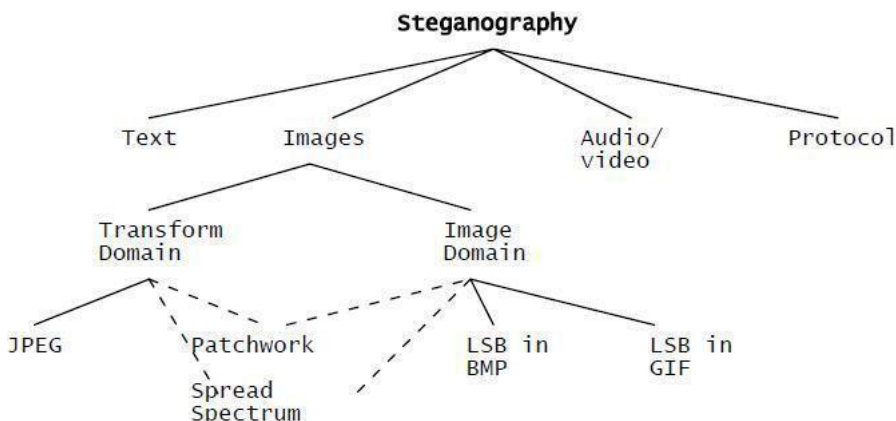 Steganography
Text
Images
Audio/
video
Protocol
Transform
Domain
Image
Domain
JPEG
Patchwork
LSB in
BMP
LSB in
GIF
Spread
Spectrum